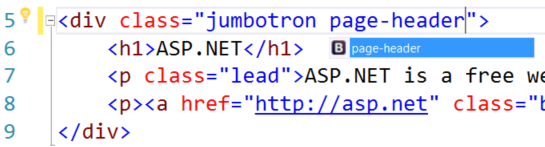 5 <div class="jumbotron page-header">
6 <h1>ASP.NET</h1> B page-header
7 <p class="lead">ASP.NET is a free
8 <p><a href="http://asp.net" class="
9 </div>